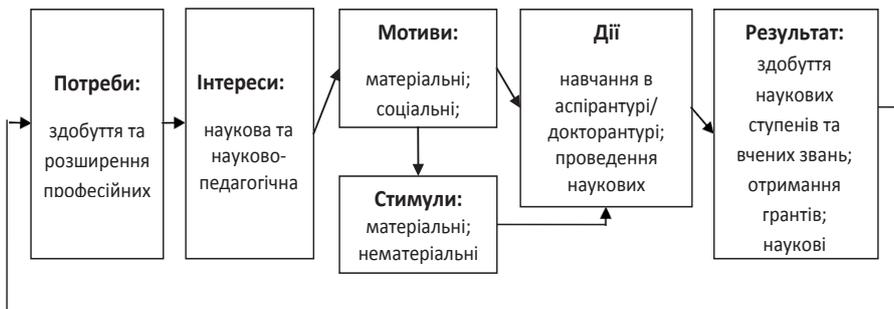 Потреби:
здобуття та
розширення
професійних
Інтереси:
наукова та
науково-
педагогічна
Мотиви:
матеріальні;
соціальні;
Стимули:
матеріальні;
нематеріальні
Дії
навчання в
аспірантурі/
докторантурі;
проведення
наукових
Результат:
здобуття
наукових
ступенів та
вчених звань;
отримання
грантів;
наукові